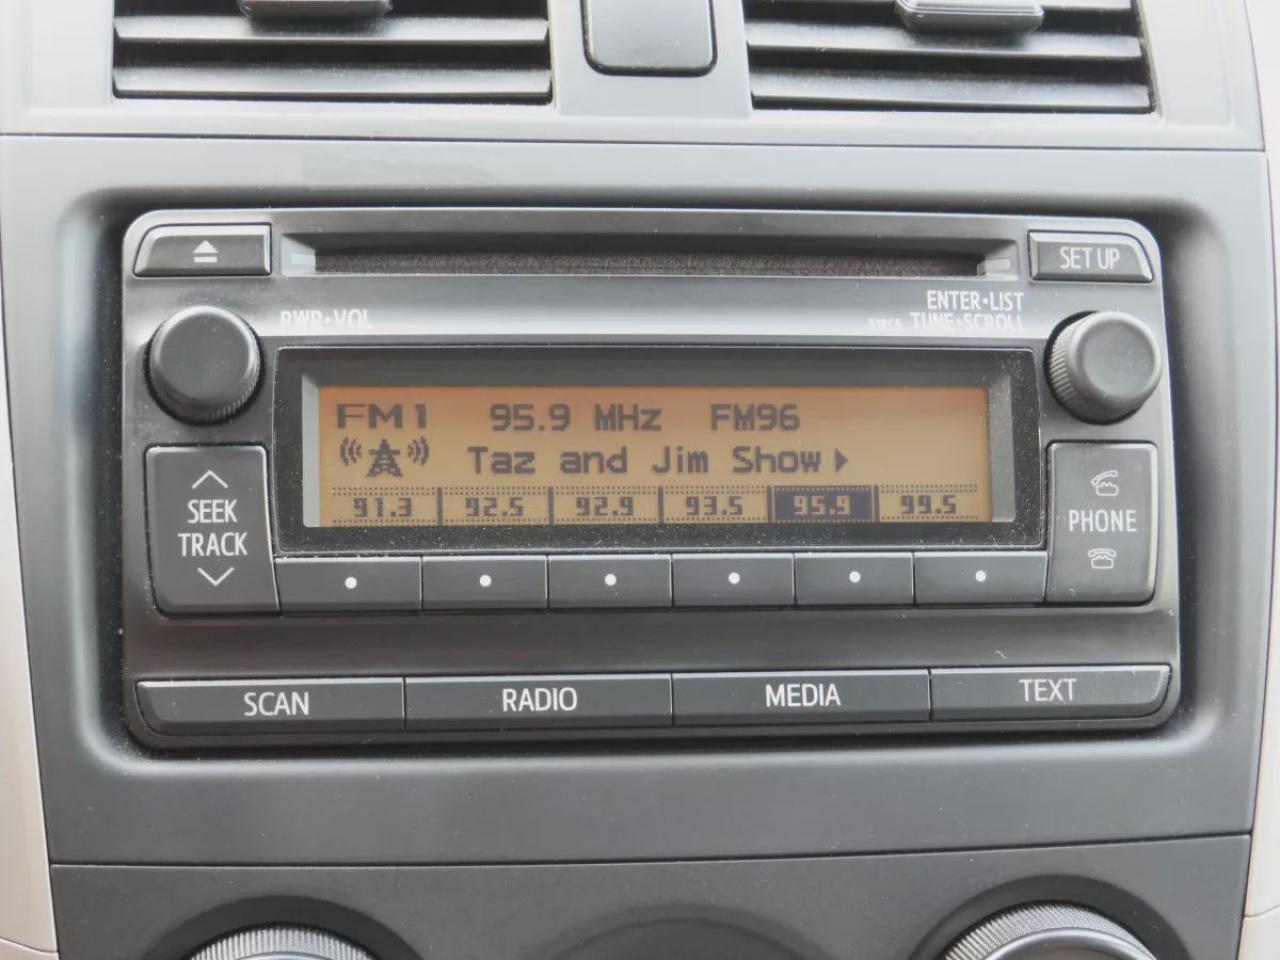 SET UP
PWR•VOL
ENTER•LIST
518C5 TUNE•SCROLL
FM1 95.9 MHz FM96
Taz and Jim Show
91.3 92.5 92.9 93.5 95.9 99.5
SEEK
TRACK
PHONE
SCAN RADIO MEDIA TEXT